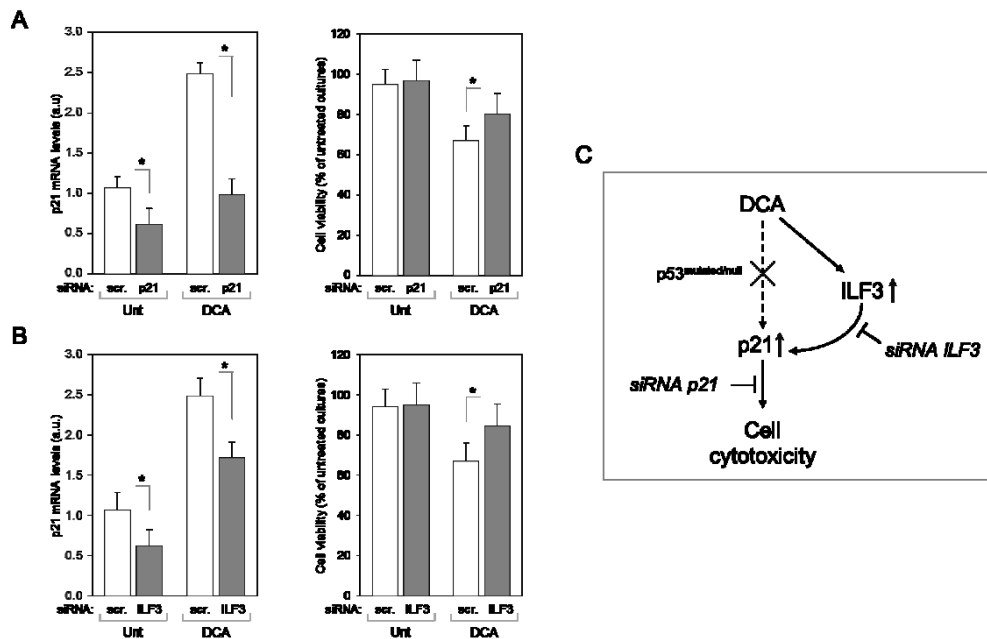 A
p21 mRNA levels (a.u)
3.0
2.5
2.0
1.5
1.0
0.5
0.0
*
*
siRNA: scr. p21 scr. p21
Unt DCA
Cell viability (% of untreated cultures)
120
100
80
60
40
20
0
*
siRNA: scr. p21 scr. p21
Unt DCA
B
p21 mRNA levels (a.u.)
3.0
2.5
2.0
1.5
1.0
0.5
0.0
*
*
siRNA: scr. ILF3 scr. ILF3
Unt DCA
Cell viability (% of untreated cultures)
120
100
80
60
40
20
0
*
siRNA: scr. ILF3 scr. ILF3
Unt DCA
C
DCA
p53mutated/null
ILF3
p21
siRNA ILF3
siRNA p21
Cell
cytotoxicity